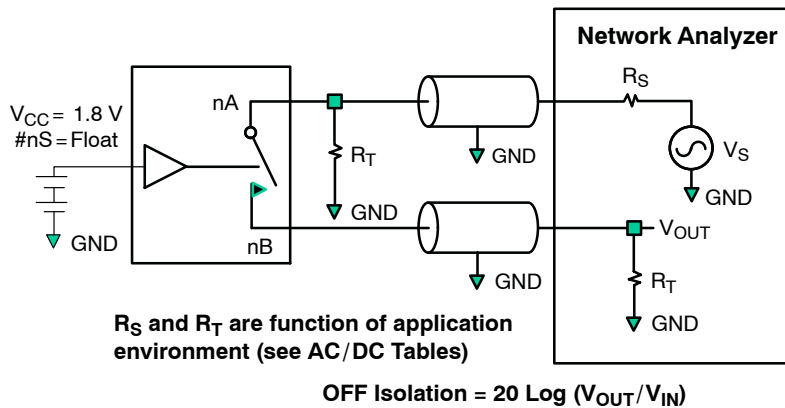 Network Analyzer
R_S
V_CC = 1.8 V
#nS = Float
nA
R_T
GND
V_S
GND
GND
GND
GND
nB
V_OUT
GND
R_T
GND
R_S and R_T are function of application
environment (see AC/DC Tables)
OFF Isolation = 20 Log (V_OUT/V_IN)